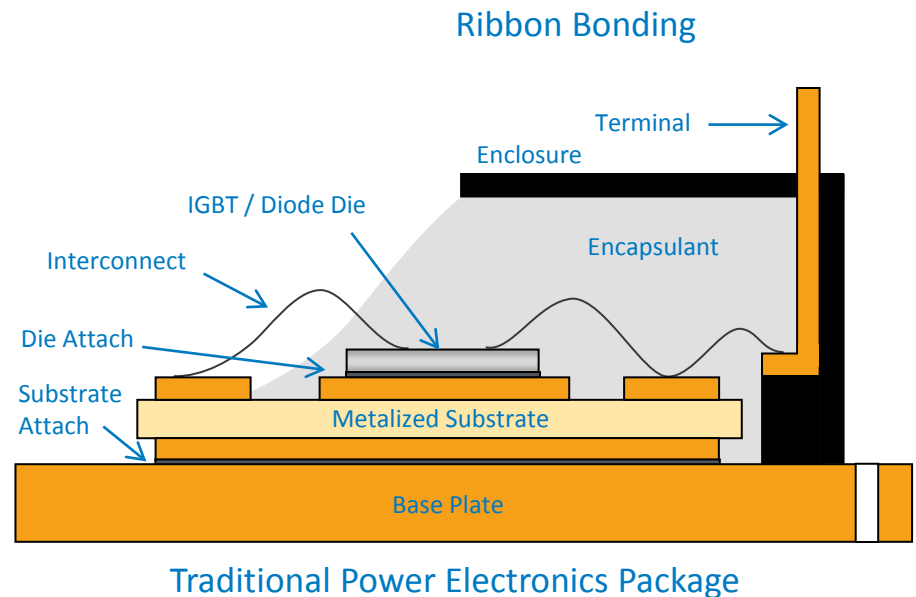 Ribbon Bonding
Terminal
Enclosure
IGBT / Diode Die
Encapsulant
Interconnect
Die Attach
Substrate
Attach
Metalized Substrate
Base Plate
Traditional Power Electronics Package